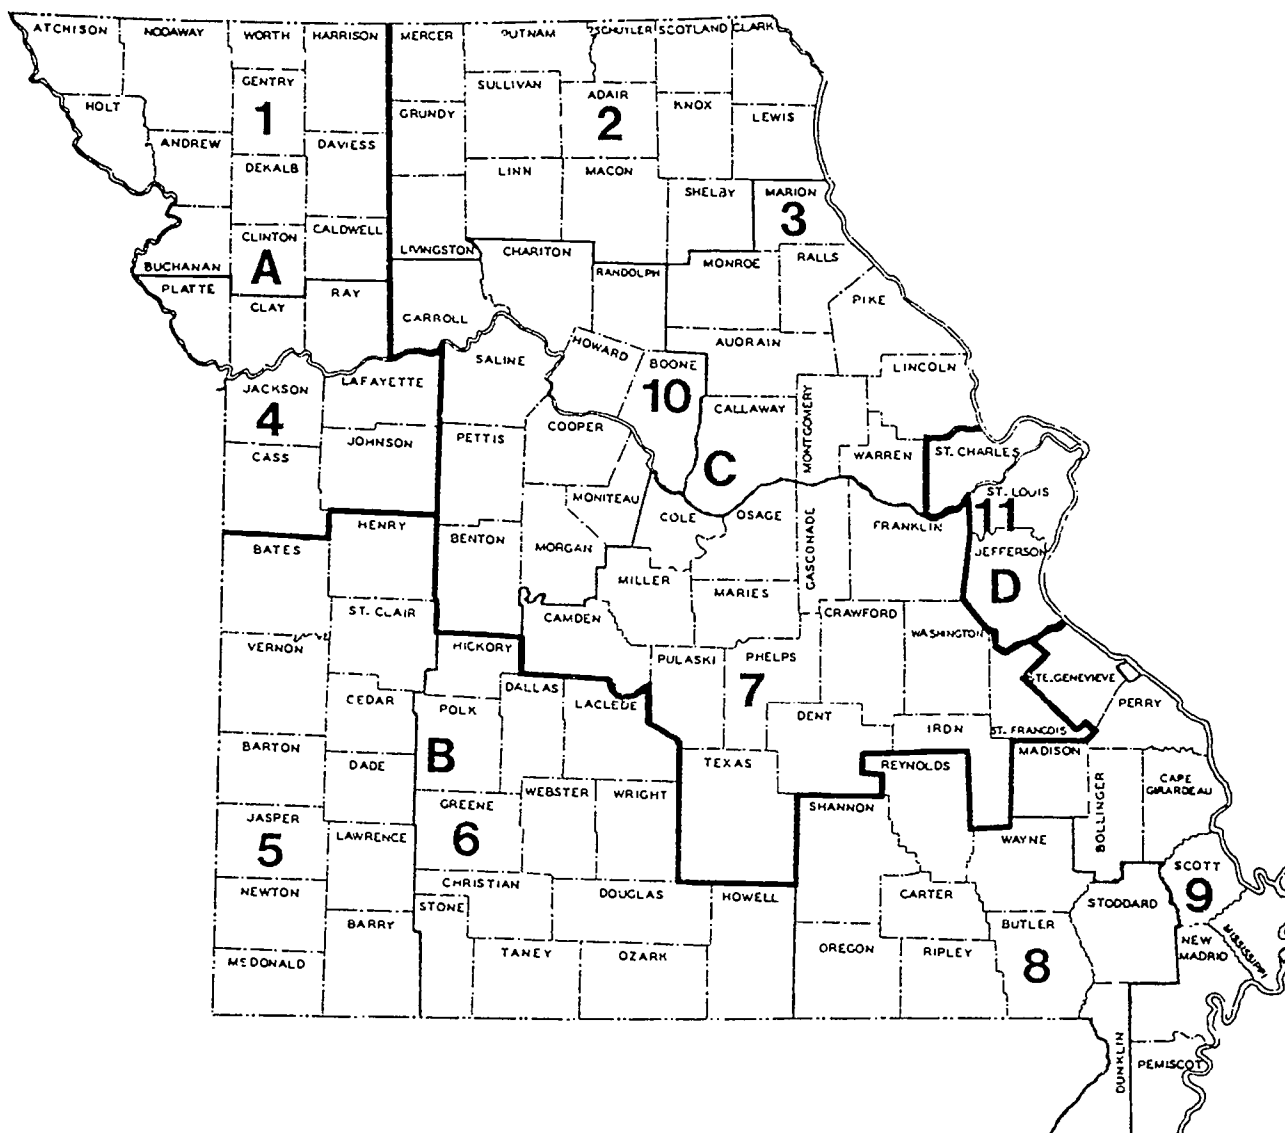 ATCHISON
NODAWAY
WORTH
HARRISON
MERCER
PUTNAM
SCHUYLER
SCOTLAND
CLARK
HOLT
GENTRY
1
GRUNDY
SULLIVAN
ADAIR
2
KNOX
LEWIS
ANDREW
DAVIESS
DEKALB
LINN
MACON
SHELBY
MARION
3
CLINTON
A
CALDWELL
LIVINGSTON
CHARITON
RANDOLPH
MONROE
RALLS
BUCHANAN
PLATTE
CLAY
RAY
CARROLL
PIKE
SALINE
HOWARD
BOONE
10
AUDRAIN
LINCOLN
JACKSON
4
LAFAYETTE
CALLAWAY
MONTGOMERY
CASS
JOHNSON
PETTIS
COOPER
C
WARREN
ST. CHARLES
MONITEAU
ST. LOUIS
11
BATES
HENRY
BENTON
MORGAN
COLE
OSAGE
GASCONADE
FRANKLIN
JEFFERSON
D
ST. CLAIR
CAMDEN
MILLER
MARIES
CRAWFORD
WASHINGTON
VERNON
HICKORY
PULASKI
PHELPS
7
STE. GENEVIEVE
CEDAR
POLK
DALLAS
LACLEDE
DENT
IRON
ST. FRANCOIS
PERRY
BARTON
DADE
B
TEXAS
REYNOLDS
MADISON
BOLLINGER
CAPE
GIRARDEAU
JASPER
5
LAWRENCE
GREENE
6
WEBSTER
WRIGHT
SHANNON
WAYNE
SCOTT
9
NEWTON
CHRISTIAN
DOUGLAS
HOWELL
CARTER
STODDARD
BARRY
STONE
BUTLER
8
MISSISSIPPI
MCDONALD
TANEY
OZARK
OREGON
RIPLEY
NEW
MADRID
DUNKLIN
PEMISCOT